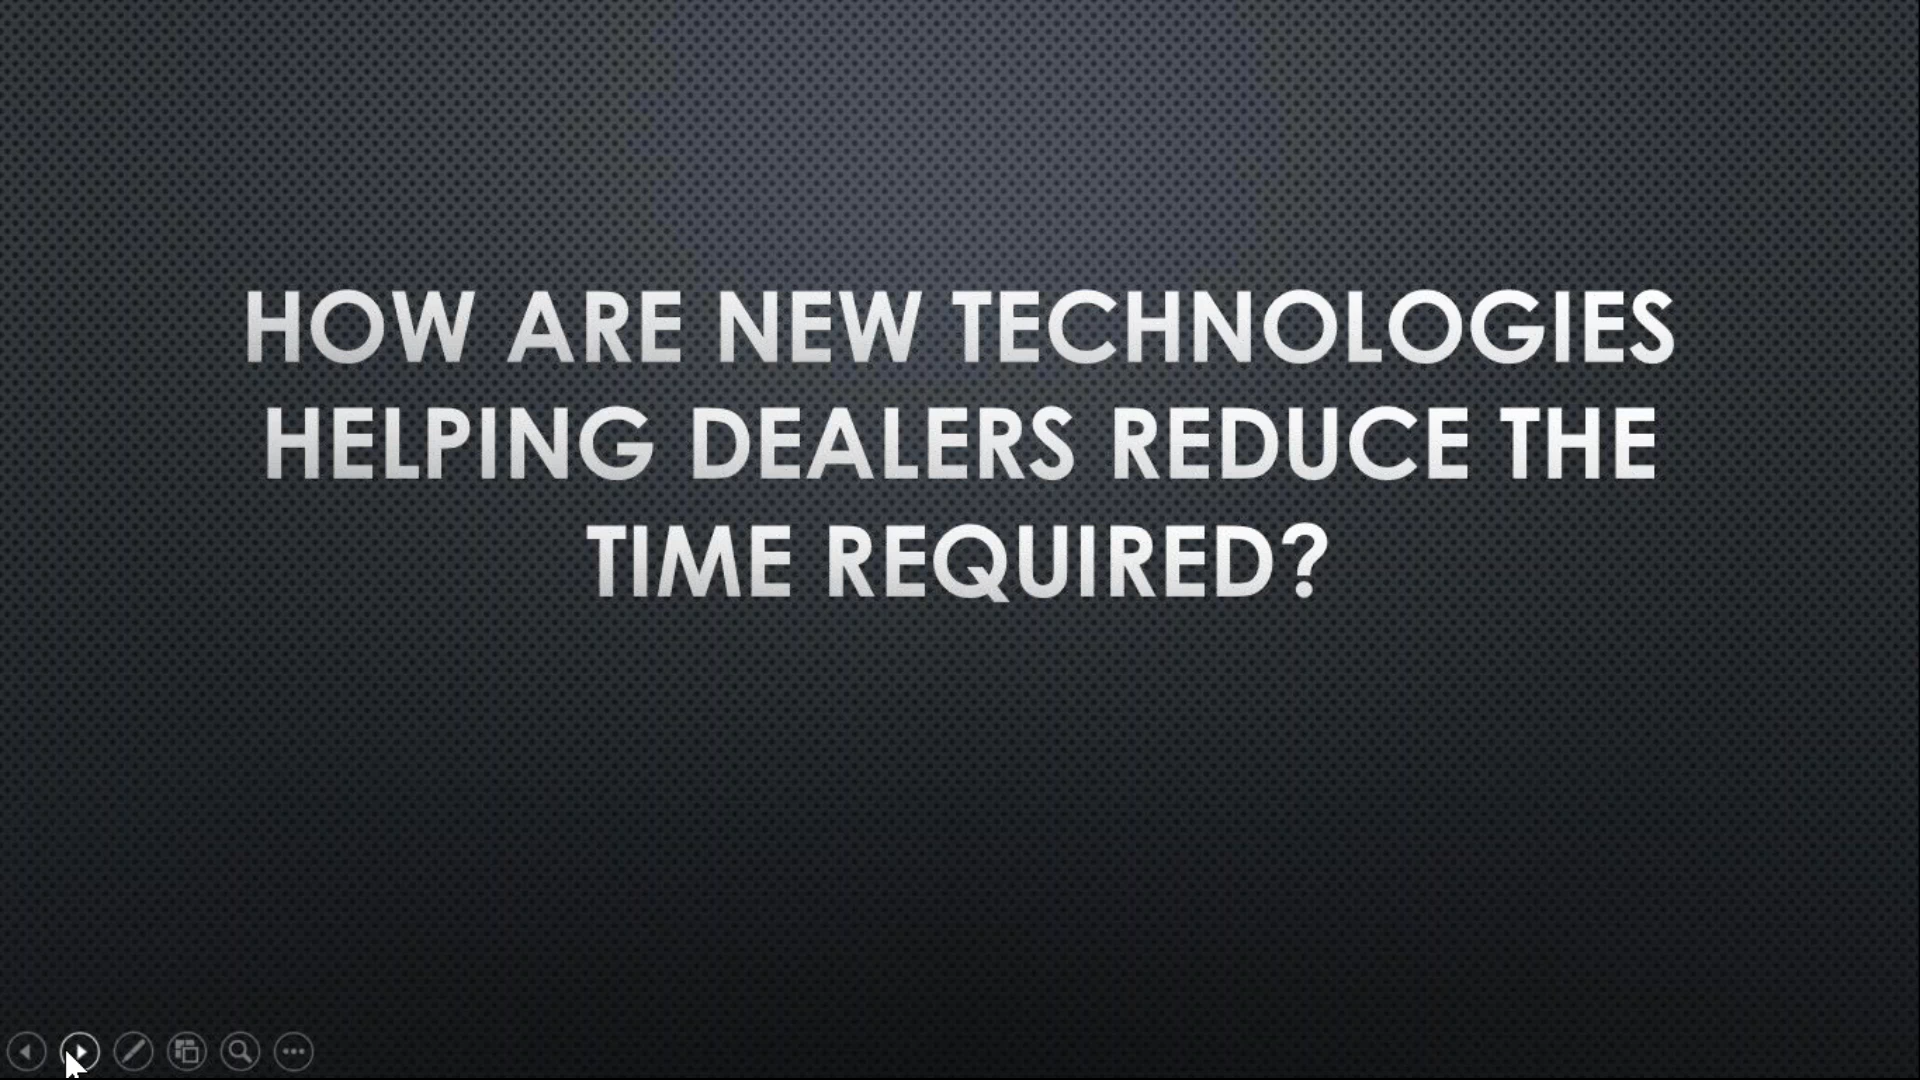 HOW ARE NEW TECHNOLOGIES
HELPING DEALERS REDUCE THE
TIME REQUIRED?